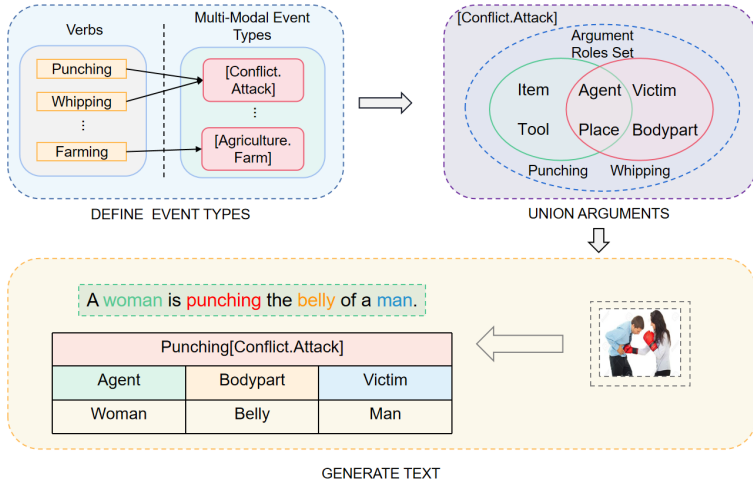 Verbs
Multi-Modal Event
Types
Punching
Whipping
⋮
Farming
[Conflict.
Attack]
⋮
[Agriculture.
Farm]
DEFINE EVENT TYPES
[Conflict.Attack]
Argument
Roles Set
Item
Agent
Victim
Tool
Place
Bodypart
Punching
Whipping
UNION ARGUMENTS
A woman is punching the belly of a man.
Punching[Conflict.Attack]
Agent Bodypart Victim
Woman Belly Man
GENERATE TEXT